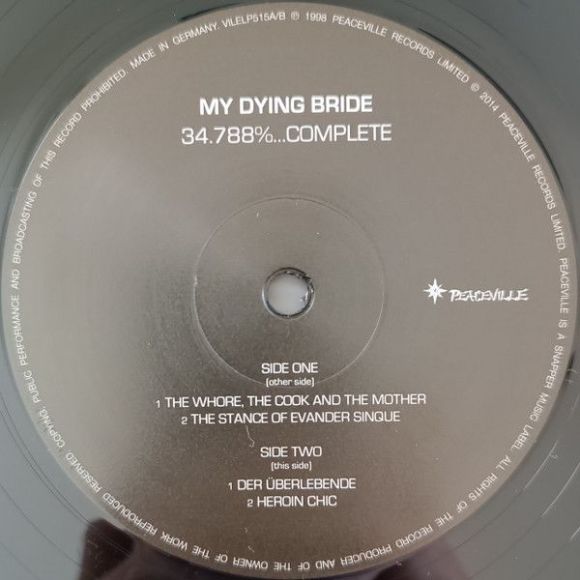 MY DYING BRIDE
34.788%...COMPLETE
PEACEVILLE
SIDE ONE
[other side]
1 THE WHORE, THE COOK AND THE MOTHER
2 THE STANCE OF EVANDER SINQUE
SIDE TWO
[this side]
1 DER ÜBERLEBENDE
2 HEROIN CHIC
MADE IN GERMANY. VILELP515A/B ℗ 1998 PEACEVILLE RECORDS LIMITED © 2014 PEACEVILLE RECORDS LIMITED. PEACEVILLE IS A SNAPPER MUSIC LABEL. ALL RIGHTS OF THE RECORD PRODUCER AND OF THE OWNER OF THE WORK REPRODUCED RESERVED. COPYING, PUBLIC PERFORMANCE AND BROADCASTING OF THIS RECORD PROHIBITED.